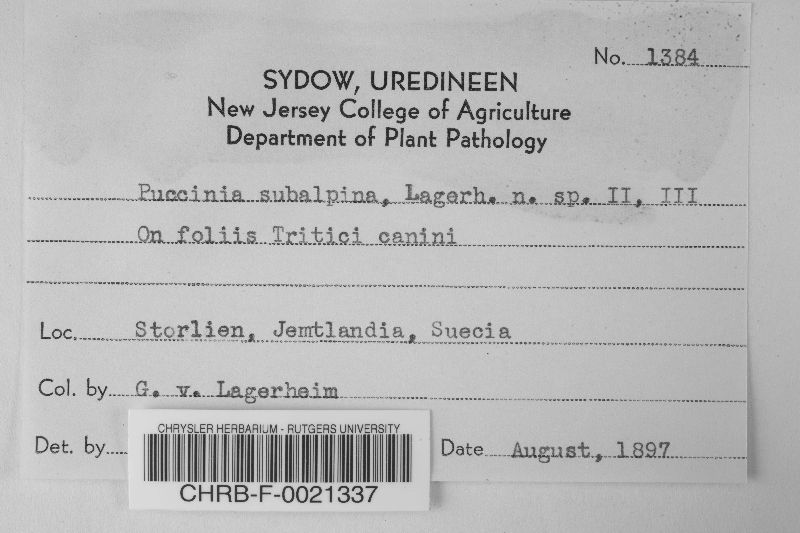 No. 1384
SYDOW, UREDINEEN
New Jersey College of Agriculture
Department of Plant Pathology
Puccinia subalpina, Lagerh. n. sp. II, III
On foliis Tritici canini
Loc. Storlien, Jemtlandia, Suecia
Col. by G. v. Lagerheim
Det. by
Date August, 1897
CHRYSLER HERBARIUM - RUTGERS UNIVERSITY
CHRB-F-0021337